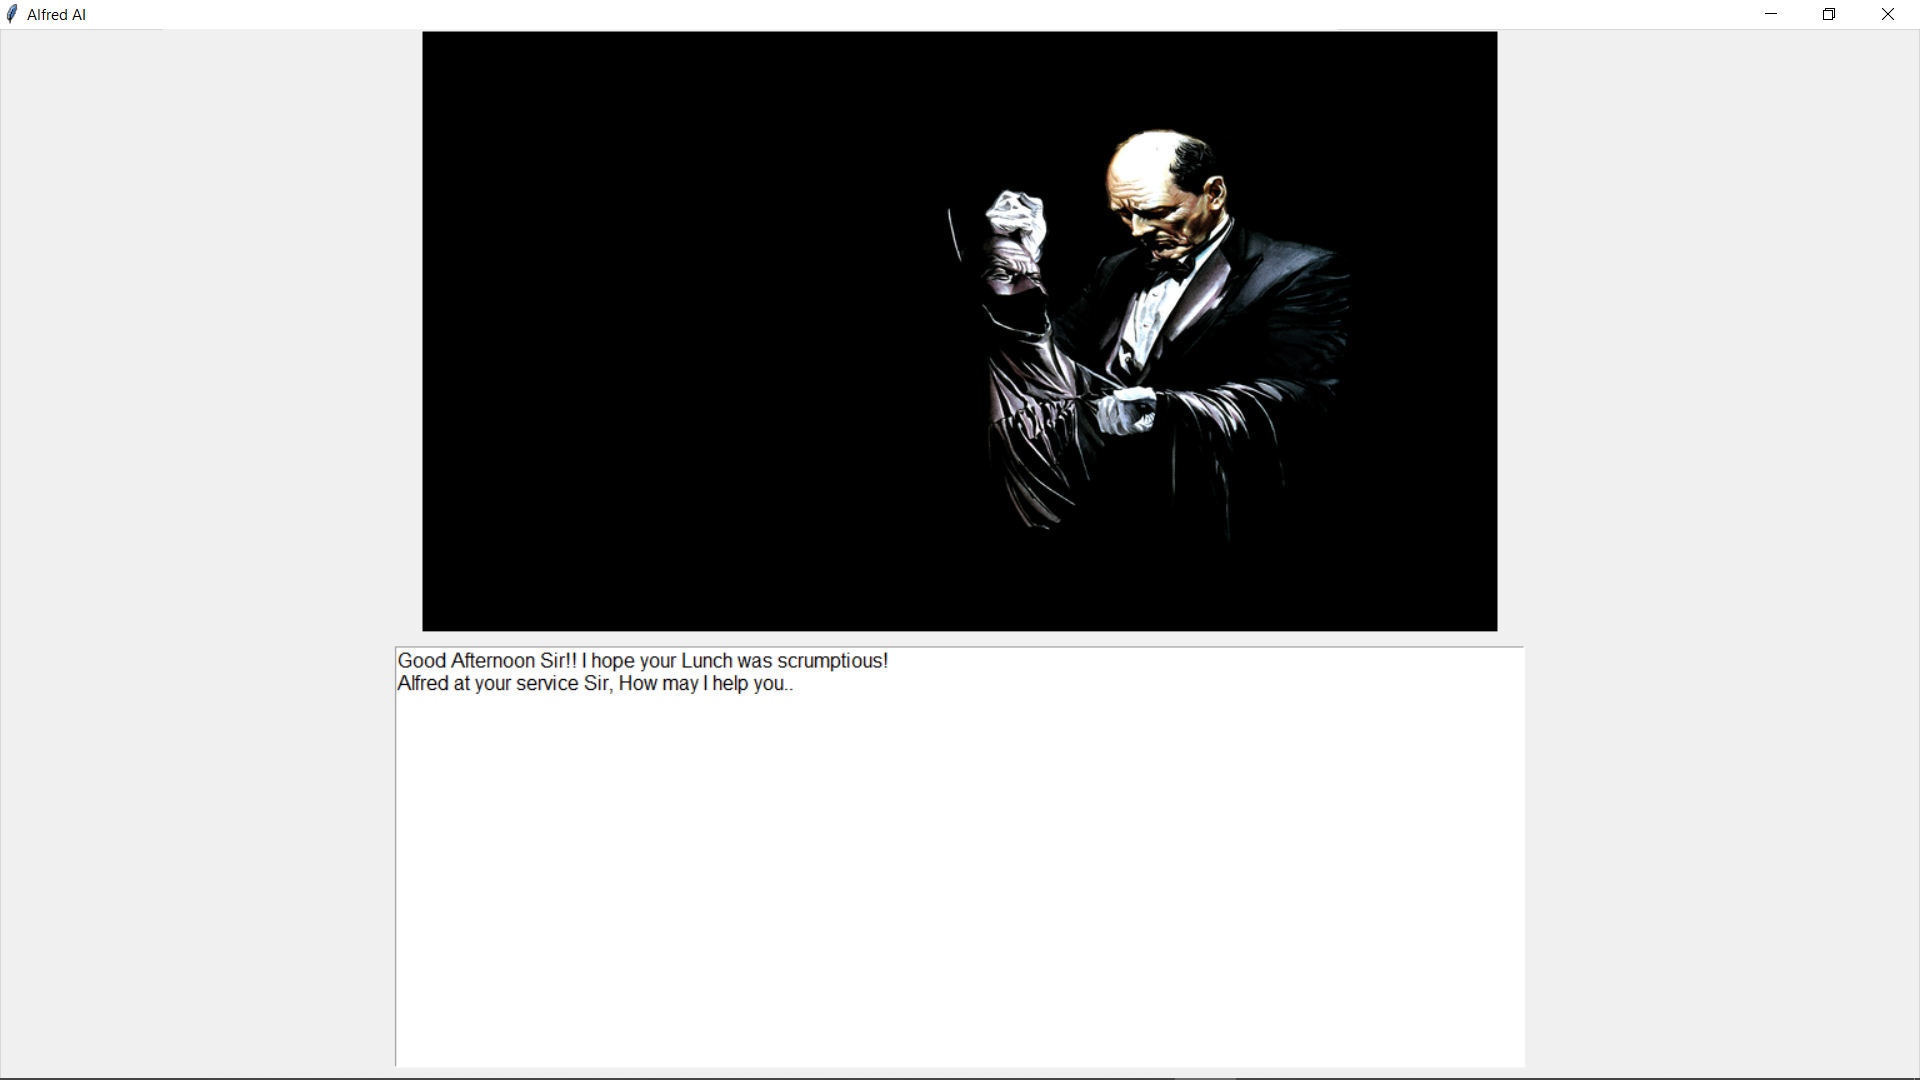 Alfred AI
Good Afternoon Sir!! I hope your Lunch was scrumptious!
Alfred at your service Sir, How may I help you..